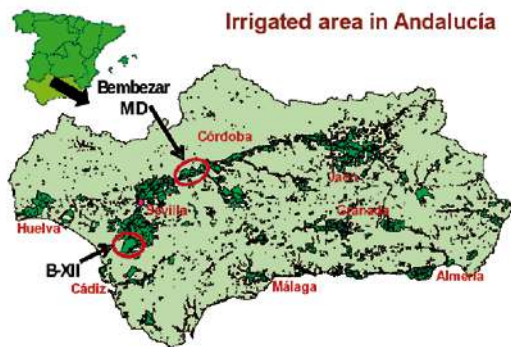 Irrigated area in Andalucía
Bembezar
MD
Córdoba
Jaén
Sevilla
Granada
Huelva
B-XII
Cádiz
Málaga
Almería